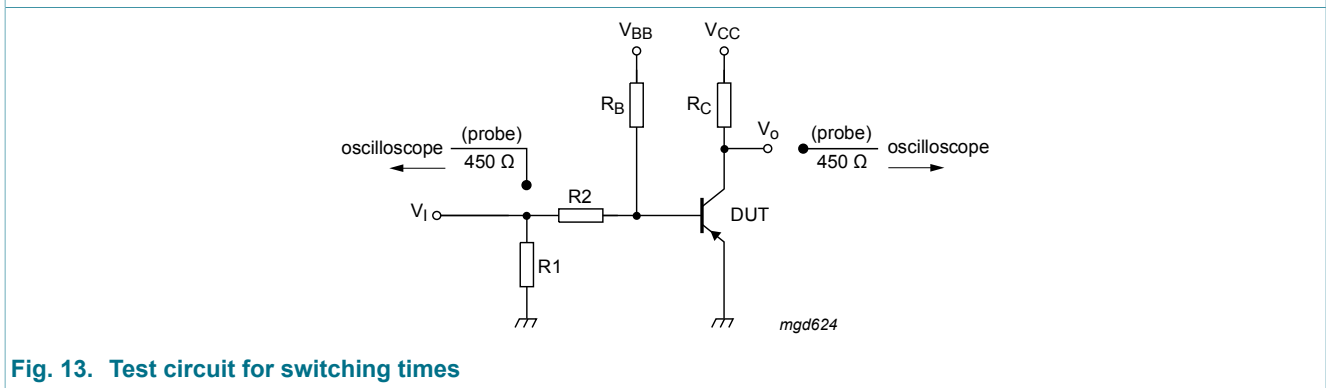 VBB
VCC
RB
RC
Vo
(probe)
450 Ω
oscilloscope
(probe)
450 Ω
oscilloscope
R2
VI
DUT
R1
mgd624
Fig. 13. Test circuit for switching times